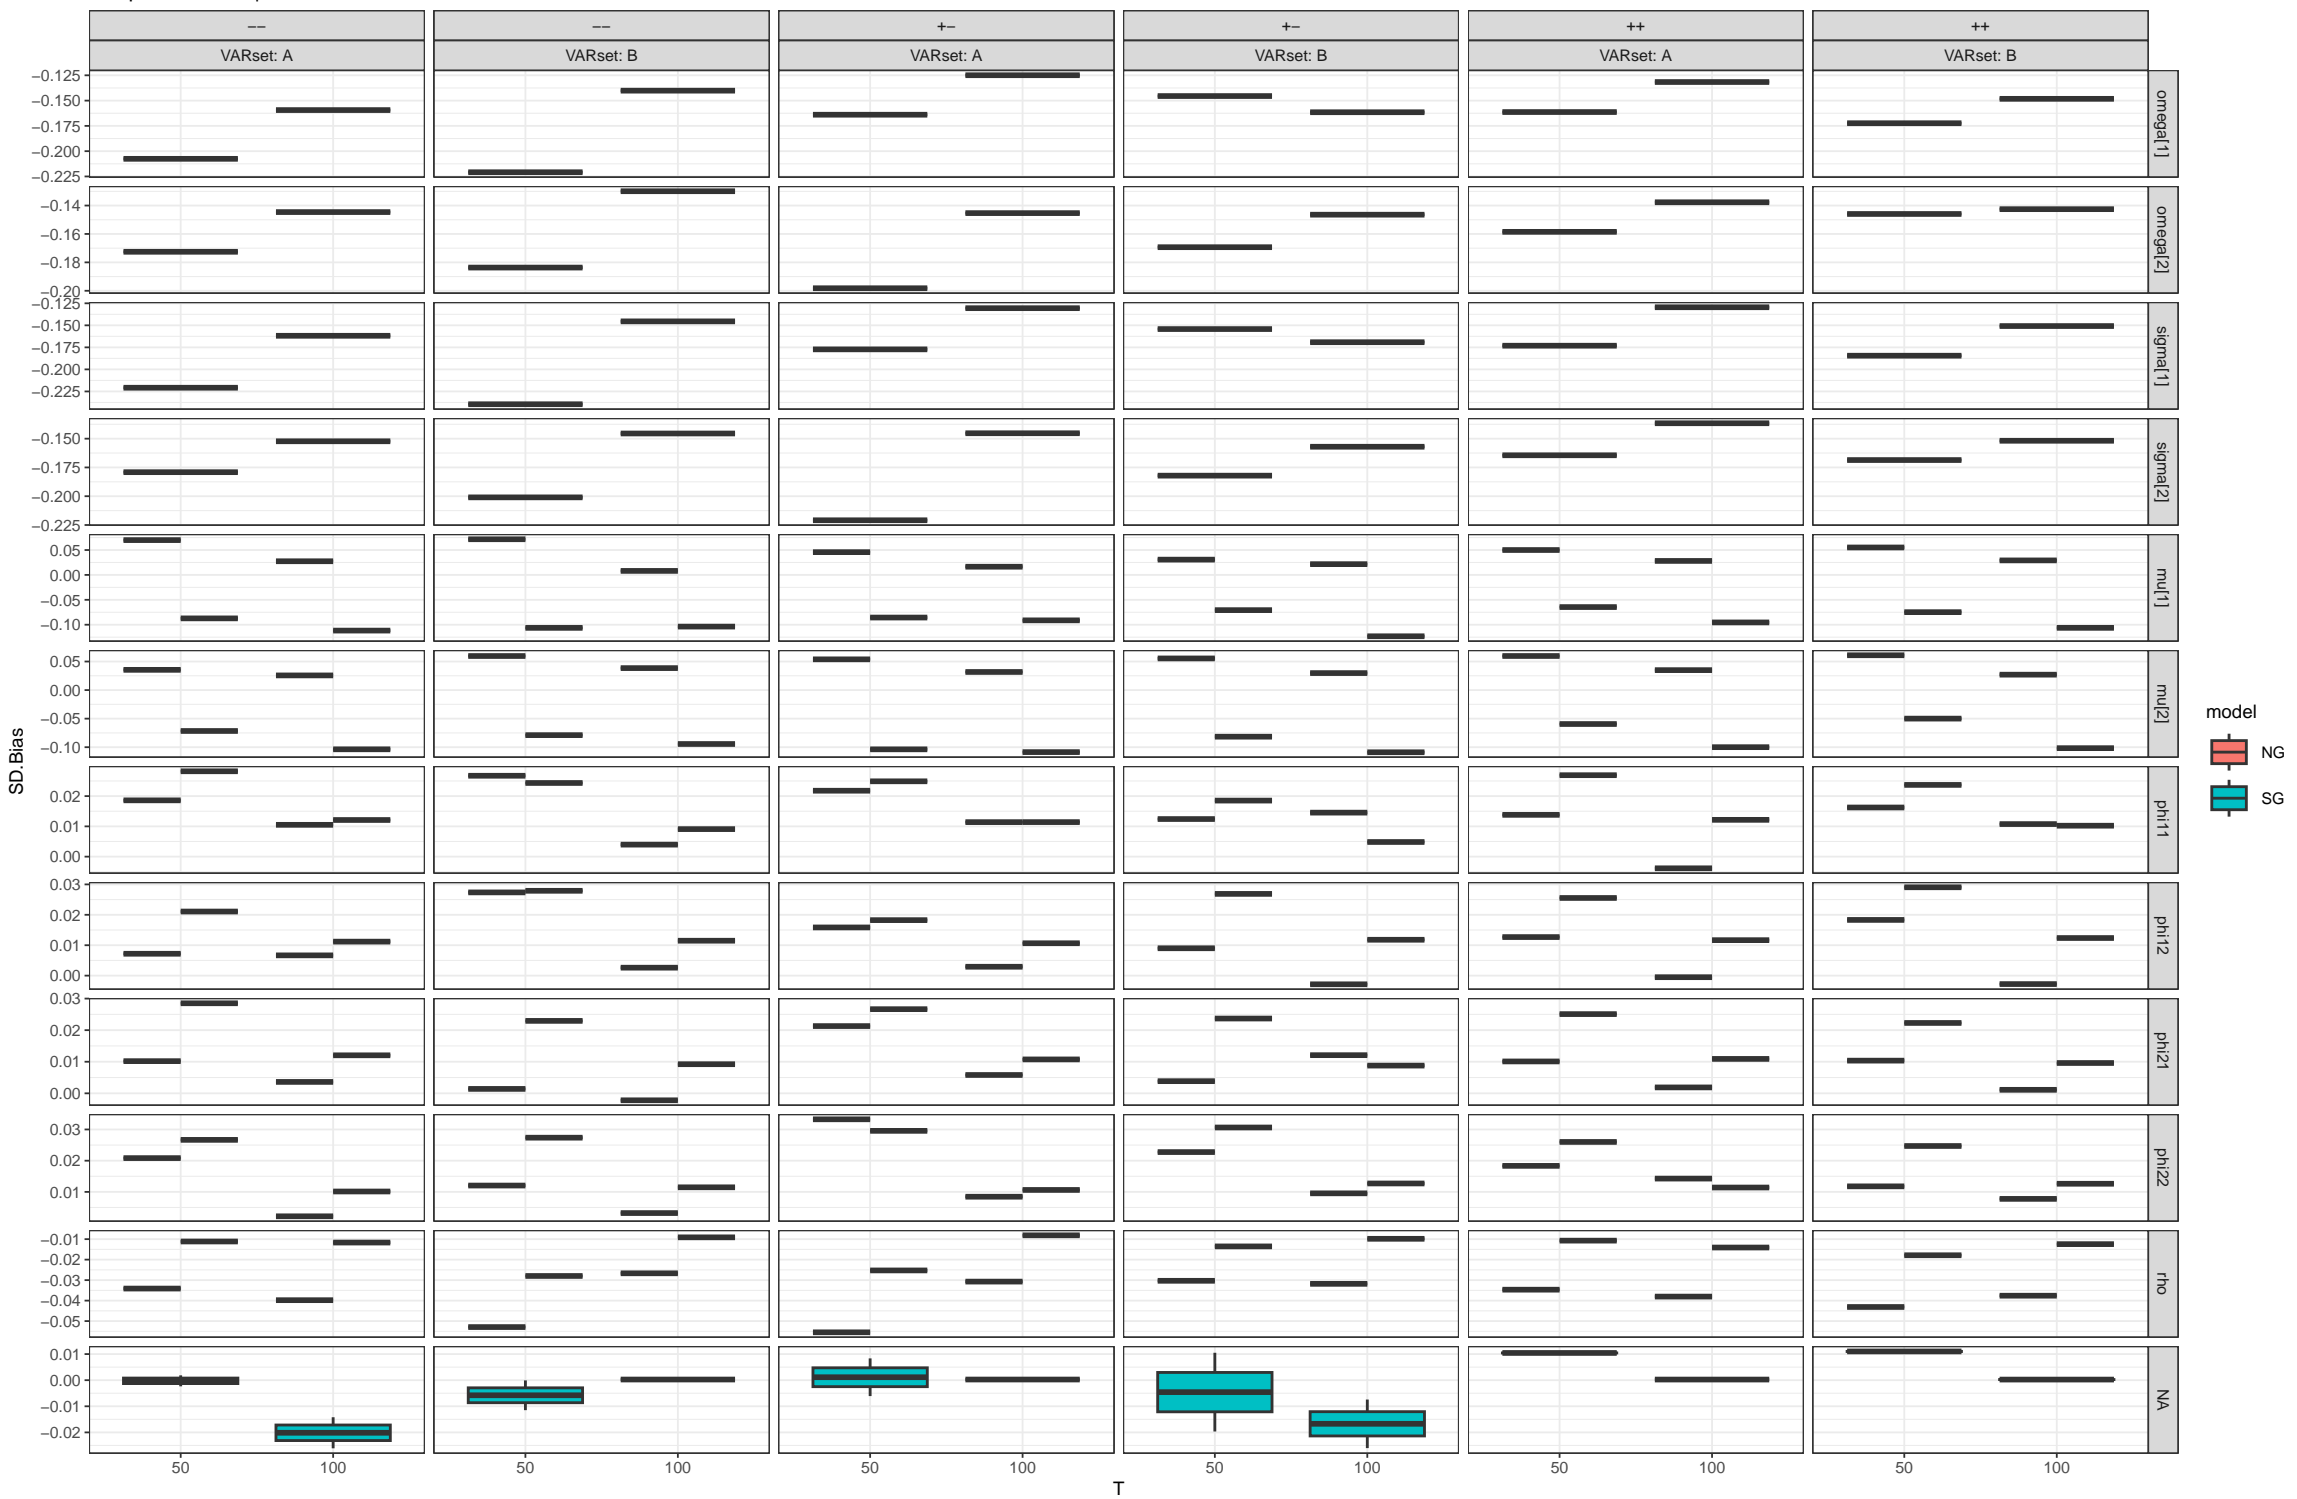 −− −− +− +− ++ ++
VARset: A VARset: B VARset: A VARset: B VARset: A VARset: B
−0.125
−0.150
−0.175
−0.200
−0.225
omega[1]
−0.14
−0.16
−0.18
−0.20
omega[2]
−0.125
−0.150
−0.175
−0.200
−0.225
sigma[1]
−0.150
−0.175
−0.200
−0.225
sigma[2]
0.05
0.00
−0.05
−0.10
mu[1]
0.05
0.00
−0.05
−0.10
mu[2]
0.02
0.01
0.00
phi11
0.03
0.02
0.01
0.00
phi12
0.03
0.02
0.01
0.00
phi21
0.03
0.02
0.01
phi22
−0.01
−0.02
−0.03
−0.04
−0.05
rho
0.01
0.00
−0.01
−0.02
NA
50 100 50 100 50 100 50 100 50 100 50 100
T
SD.Bias
model
NG
SG